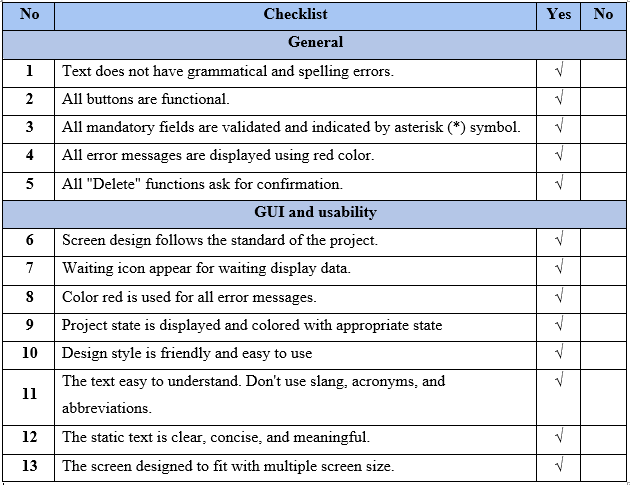 No Checklist Yes No
General
1 Text does not have grammatical and spelling errors. √
2 All buttons are functional. √
3 All mandatory fields are validated and indicated by asterisk (*) symbol. √
4 All error messages are displayed using red color. √
5 All "Delete" functions ask for confirmation. √
GUI and usability
6 Screen design follows the standard of the project. √
7 Waiting icon appear for waiting display data. √
8 Color red is used for all error messages. √
9 Project state is displayed and colored with appropriate state √
10 Design style is friendly and easy to use √
11 The text easy to understand. Don't use slang, acronyms, and √
abbreviations.
12 The static text is clear, concise, and meaningful. √
13 The screen designed to fit with multiple screen size. √